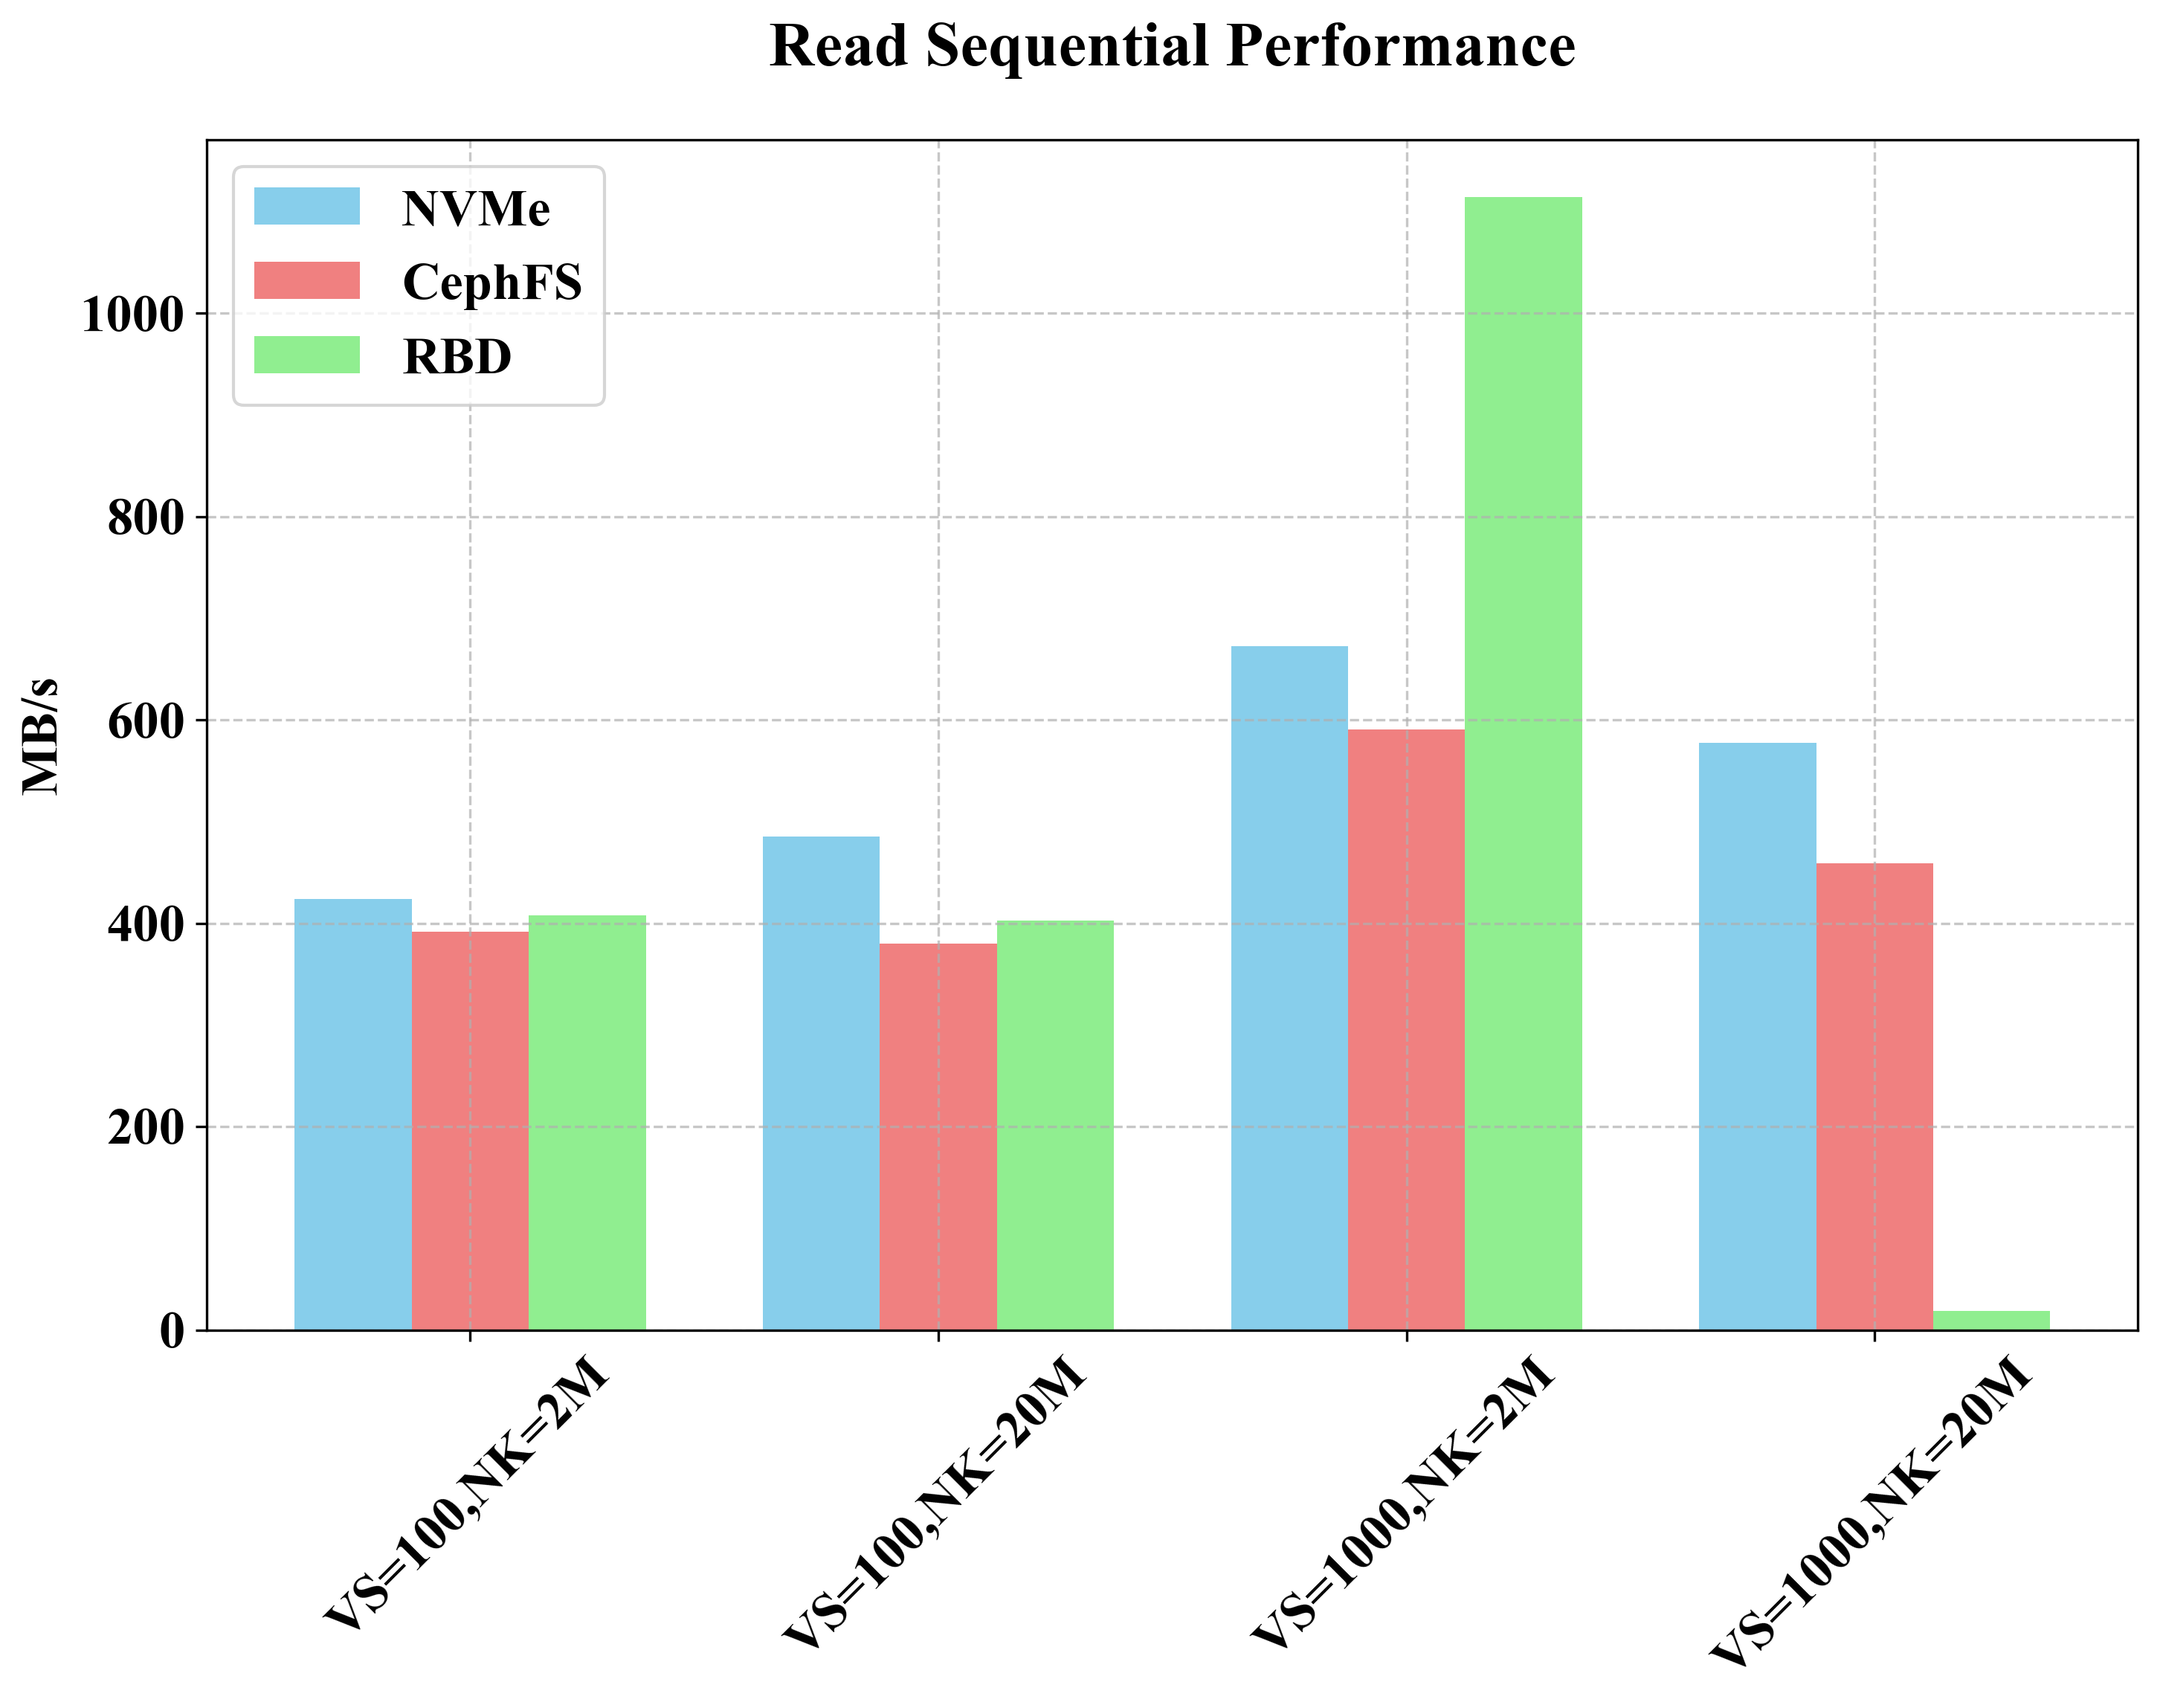 Read Sequential Performance
NVMe
CephFS
RBD
MB/s
1000
800
600
400
200
0
VS=100,NK=2M
VS=100,NK=20M
VS=1000,NK=2M
VS=1000,NK=20M